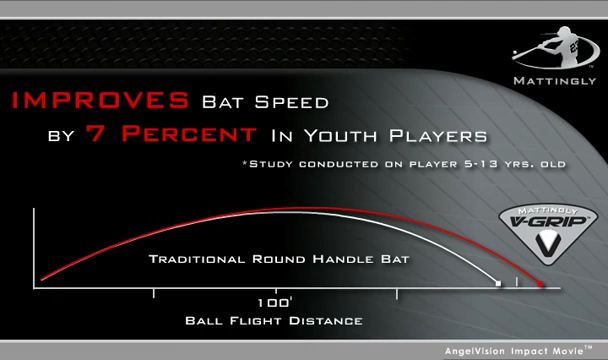 MATTINGLY
IMPROVES BAT SPEED
BY 7 PERCENT IN YOUTH PLAYERS
*STUDY CONDUCTED ON PLAYER 5-13 YRS. OLD
MATTINGLY
V-GRIP
V
TRADITIONAL ROUND HANDLE BAT
100'
BALL FLIGHT DISTANCE
AngelVision Impact Movie™